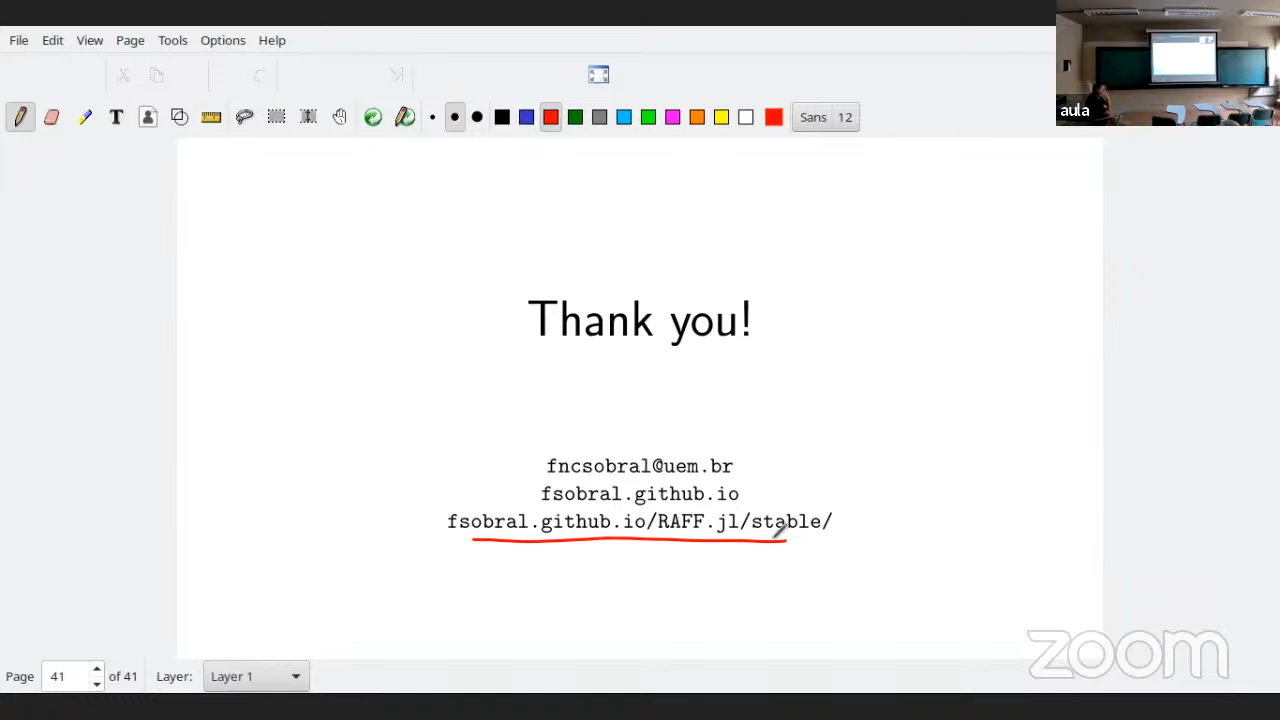 File Edit View Page Tools Options Help
T
Sans 12
aula
Thank you!
fncsobral@uem.br
fsobral.github.io
fsobral.github.io/RAFF.jl/stable/
zoom
Page 41 of 41 Layer: Layer 1